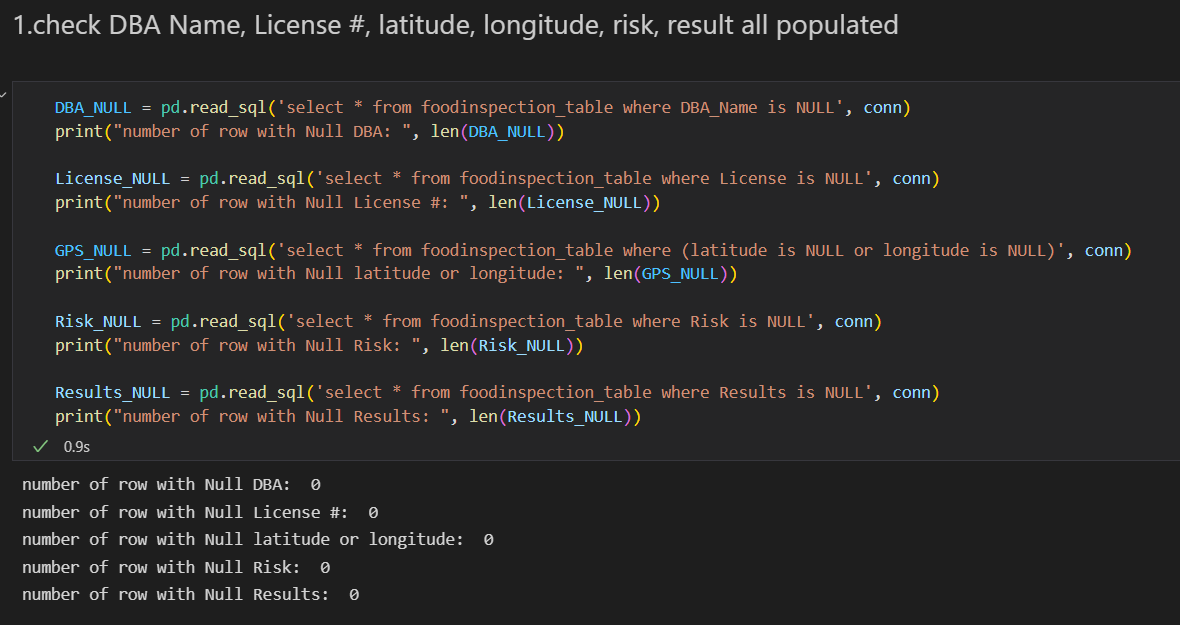 1.check DBA Name, License #, latitude, longitude, risk, result all populated
DBA_NULL = pd.read_sql('select * from foodinspection_table where DBA_Name is NULL', conn)
print("number of row with Null DBA: ", len(DBA_NULL))
License_NULL = pd.read_sql('select * from foodinspection_table where License is NULL', conn)
print("number of row with Null License #: ", len(License_NULL))
GPS_NULL = pd.read_sql('select * from foodinspection_table where (latitude is NULL or longitude is NULL)', conn)
print("number of row with Null latitude or longitude: ", len(GPS_NULL))
Risk_NULL = pd.read_sql('select * from foodinspection_table where Risk is NULL', conn)
print("number of row with Null Risk: ", len(Risk_NULL))
Results_NULL = pd.read_sql('select * from foodinspection_table where Results is NULL', conn)
print("number of row with Null Results: ", len(Results_NULL))
0.9s
number of row with Null DBA:  0
number of row with Null License #:  0
number of row with Null latitude or longitude:  0
number of row with Null Risk:  0
number of row with Null Results:  0